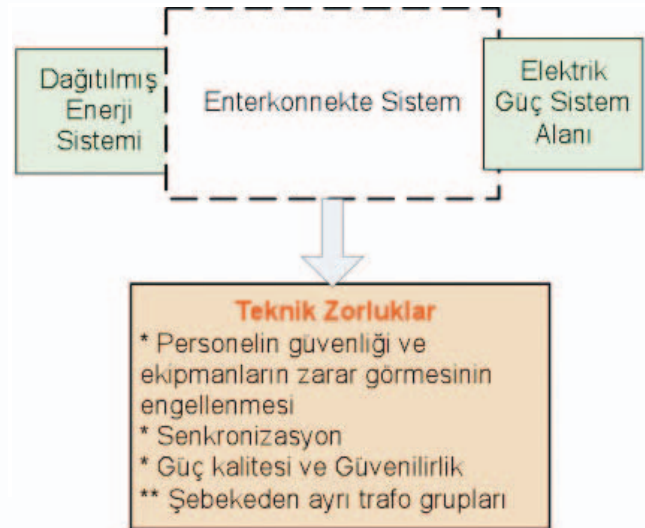 Dağıtılmış
Enerji
Sistemi
Enterkonnekte Sistem
Elektrik
Güç Sistem
Alanı
Teknik Zorluklar
* Personelin güvenliği ve
ekipmanların zarar görmesinin
engellenmesi
* Senkronizasyon
* Güç kalitesi ve Güvenilirlik
** Şebekeden ayrı trafo grupları